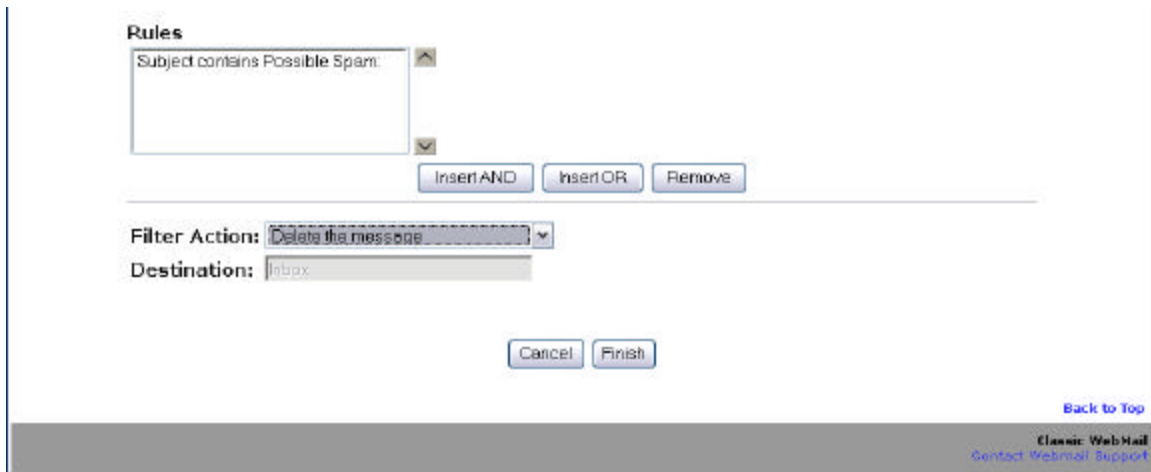 Rules
Subject contains Possible Spam:
Insert AND Insert OR Remove
Filter Action: Delete the message
Destination: Inbox
Cancel Finish
Back to Top
Classic WebMail
Contact Webmail Support